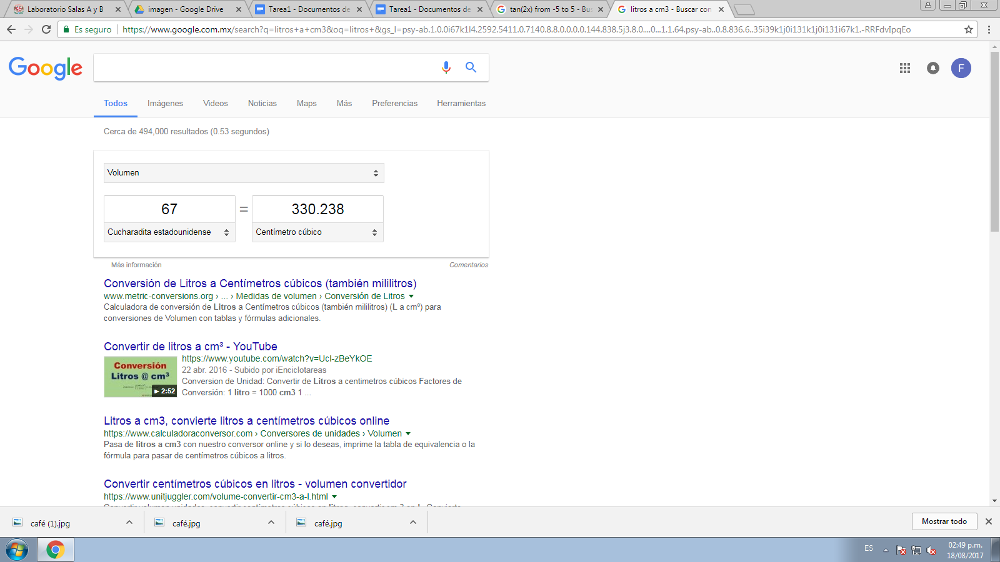 Laboratorio Salas A y B
imagen - Google Drive
Tarea1 - Documentos de
Tarea1 - Documentos de
tan(2x) from -5 to 5 - Bus
litros a cm3 - Buscar con
Es seguro
https://www.google.com.mx/search?q=litros+a+cm3&oq=litros+&gs_l=psy-ab.1.0.0i67k1l4.2592.5411.0.7140.8.8.0.0.0.0.144.838.5j3.8.0....0...1.1.64.psy-ab..0.8.836.6..35i39k1j0i131k1j0i131i67k1.-RRFdvIpqEo
Google
F
Todos
Imágenes
Videos
Noticias
Maps
Más
Preferencias
Herramientas
Cerca de 494,000 resultados (0.53 segundos)
Volumen
67 = 330.238
Cucharadita estadounidense
Centímetro cúbico
Más información
Comentarios
Conversión de Litros a Centímetros cúbicos (también mililitros)
www.metric-conversions.org › ... › Medidas de volumen › Conversión de Litros
Calculadora de conversión de Litros a Centímetros cúbicos (también mililitros) (L a cm³) para
conversiones de Volumen con tablas y fórmulas adicionales.
Convertir de litros a cm³ - YouTube
Conversión
Litros @ cm³
2:52
https://www.youtube.com/watch?v=UcI-zBeYkOE
22 abr. 2016 - Subido por iEnciclotareas
Conversion de Unidad: Convertir de Litros a centimetros cúbicos Factores de
Conversión: 1 litro = 1000 cm3 1 ...
Litros a cm3, convierte litros a centímetros cúbicos online
https://www.calculadoraconversor.com › Conversores de unidades › Volumen
Pasa de litros a cm3 con nuestro conversor online y si lo deseas, imprime la tabla de equivalencia o la
fórmula para pasar de centímetros cúbicos a litros.
Convertir centímetros cúbicos en litros - volumen convertidor
https://www.unitjuggler.com/volume-convertir-cm3-a-l.html
café (1).jpg
café.jpg
café.jpg
Mostrar todo
ES
02:49 p.m.
18/08/2017